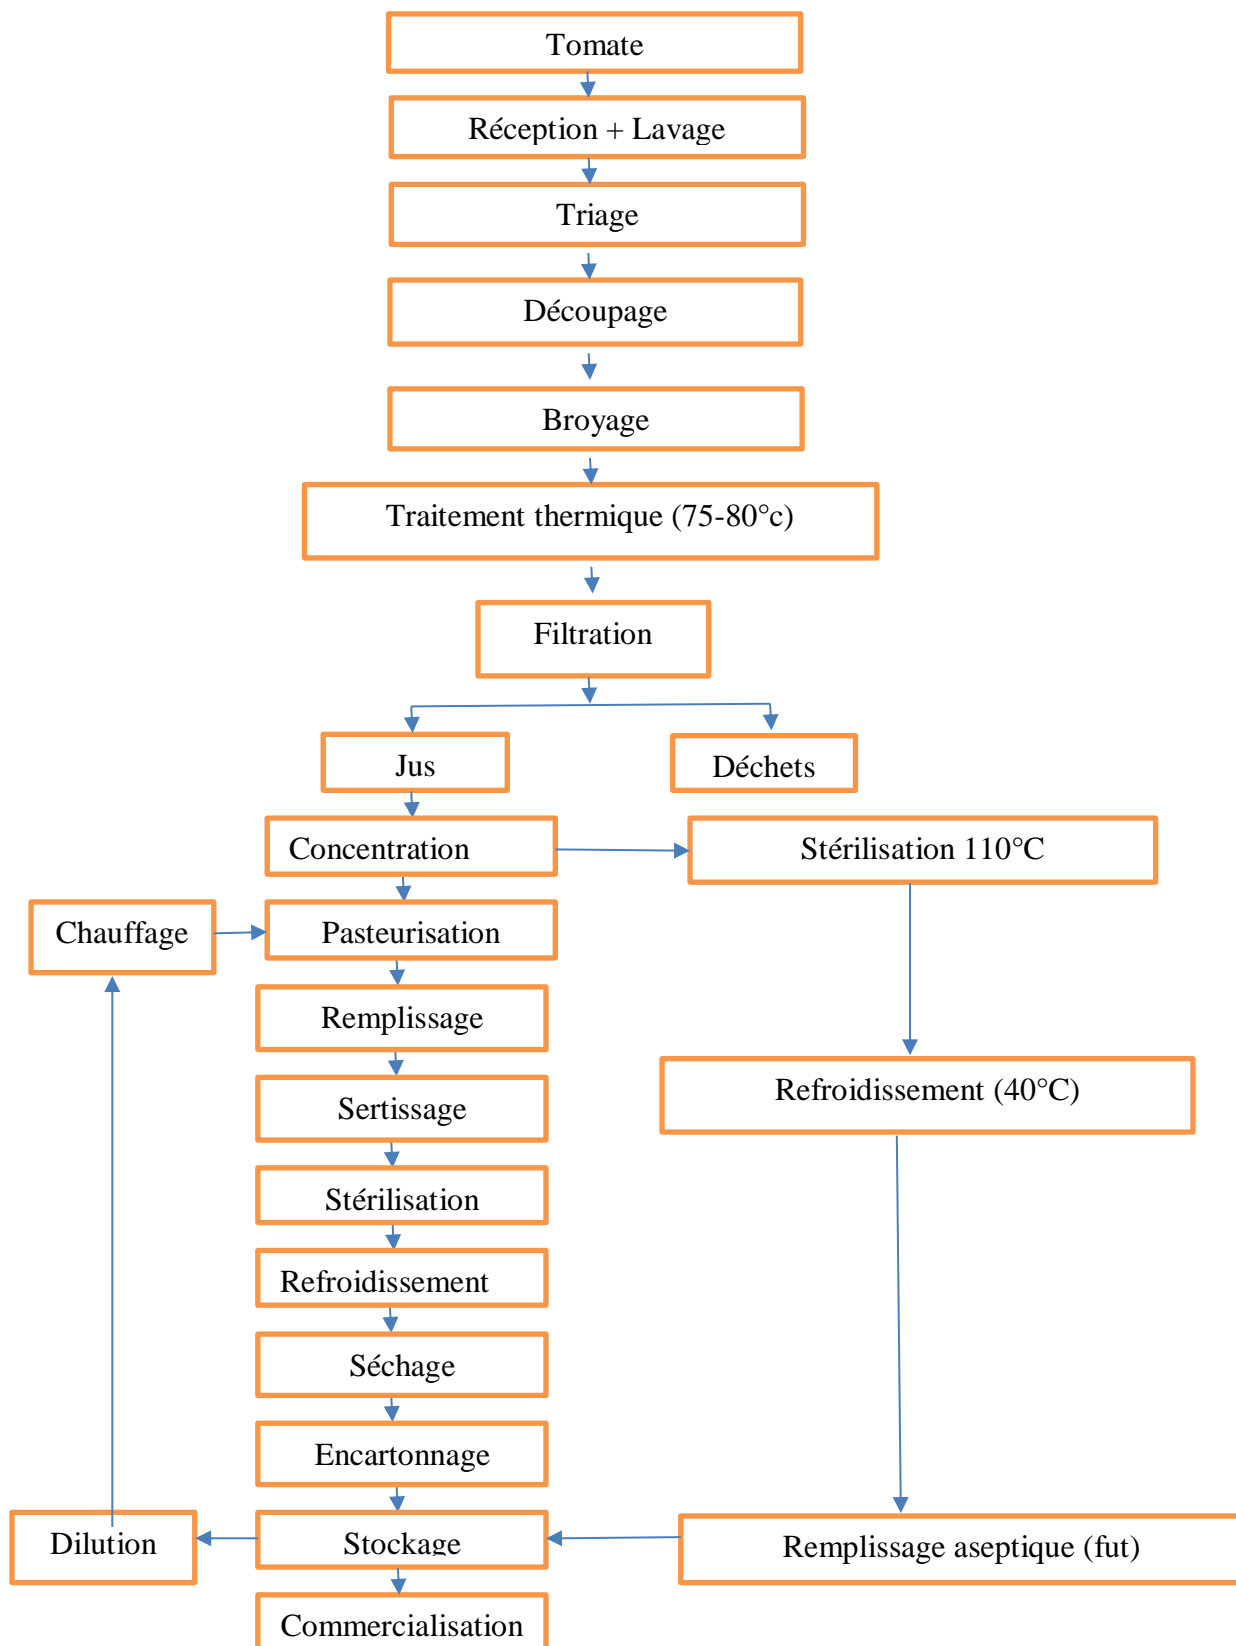 Tomate
Réception + Lavage
Triage
Découpage
Broyage
Traitement thermique (75-80°c)
Filtration
Jus
Déchets
Concentration
Stérilisation 110°C
Chauffage
Pasteurisation
Remplissage
Refroidissement (40°C)
Sertissage
Stérilisation
Refroidissement
Séchage
Encartonnage
Dilution
Stockage
Remplissage aseptique (fut)
Commercialisation